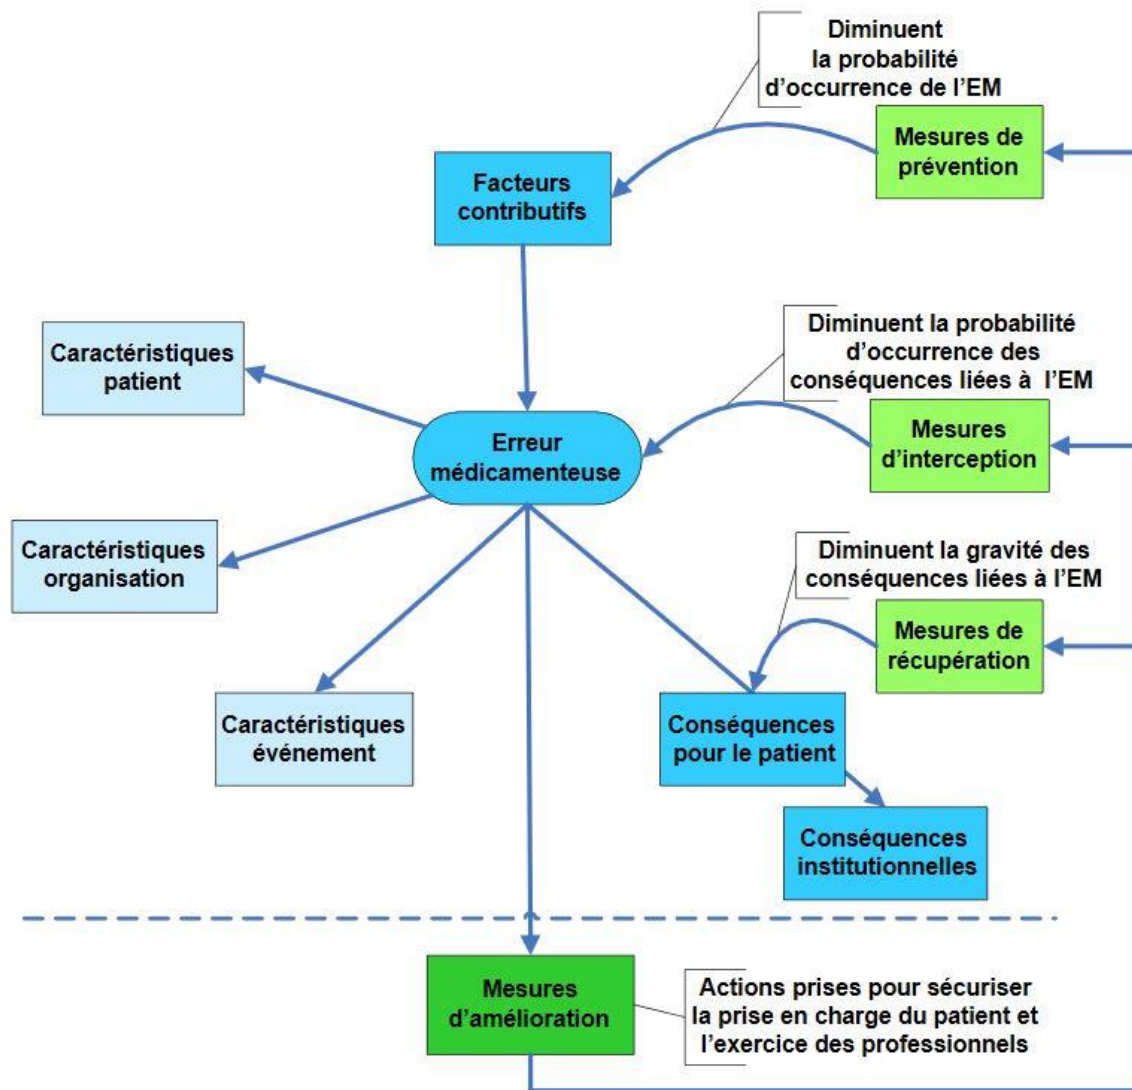 Diminuent
la probabilité
d'occurrence de l'EM
Mesures de
prévention
Facteurs
contributifs
Diminuent la probabilité
d'occurrence des
conséquences liées à l'EM
Caractéristiques
patient
Erreur
médicamenteuse
Mesures
d'interception
Caractéristiques
organisation
Diminuent la gravité des
conséquences liées à l'EM
Mesures de
récupération
Caractéristiques
événement
Conséquences
pour le patient
Conséquences
institutionnelles
Mesures
d'amélioration
Actions prises pour sécuriser
la prise en charge du patient et
l'exercice des professionnels